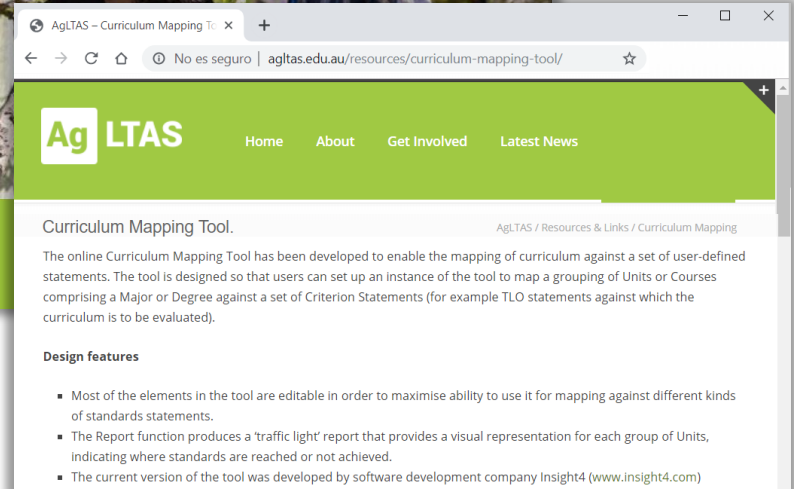 AgLTAS – Curriculum Mapping To
No es seguro | agltas.edu.au/resources/curriculum-mapping-tool/
Ag LTAS
Home About Get Involved Latest News
Curriculum Mapping Tool.
AgLTAS / Resources & Links / Curriculum Mapping
The online Curriculum Mapping Tool has been developed to enable the mapping of curriculum against a set of user-defined
statements. The tool is designed so that users can set up an instance of the tool to map a grouping of Units or Courses
comprising a Major or Degree against a set of Criterion Statements (for example TLO statements against which the
curriculum is to be evaluated).
Design features
▪ Most of the elements in the tool are editable in order to maximise ability to use it for mapping against different kinds
of standards statements.
▪ The Report function produces a ‘traffic light’ report that provides a visual representation for each group of Units,
indicating where standards are reached or not achieved.
▪ The current version of the tool was developed by software development company Insight4 (www.insight4.com)